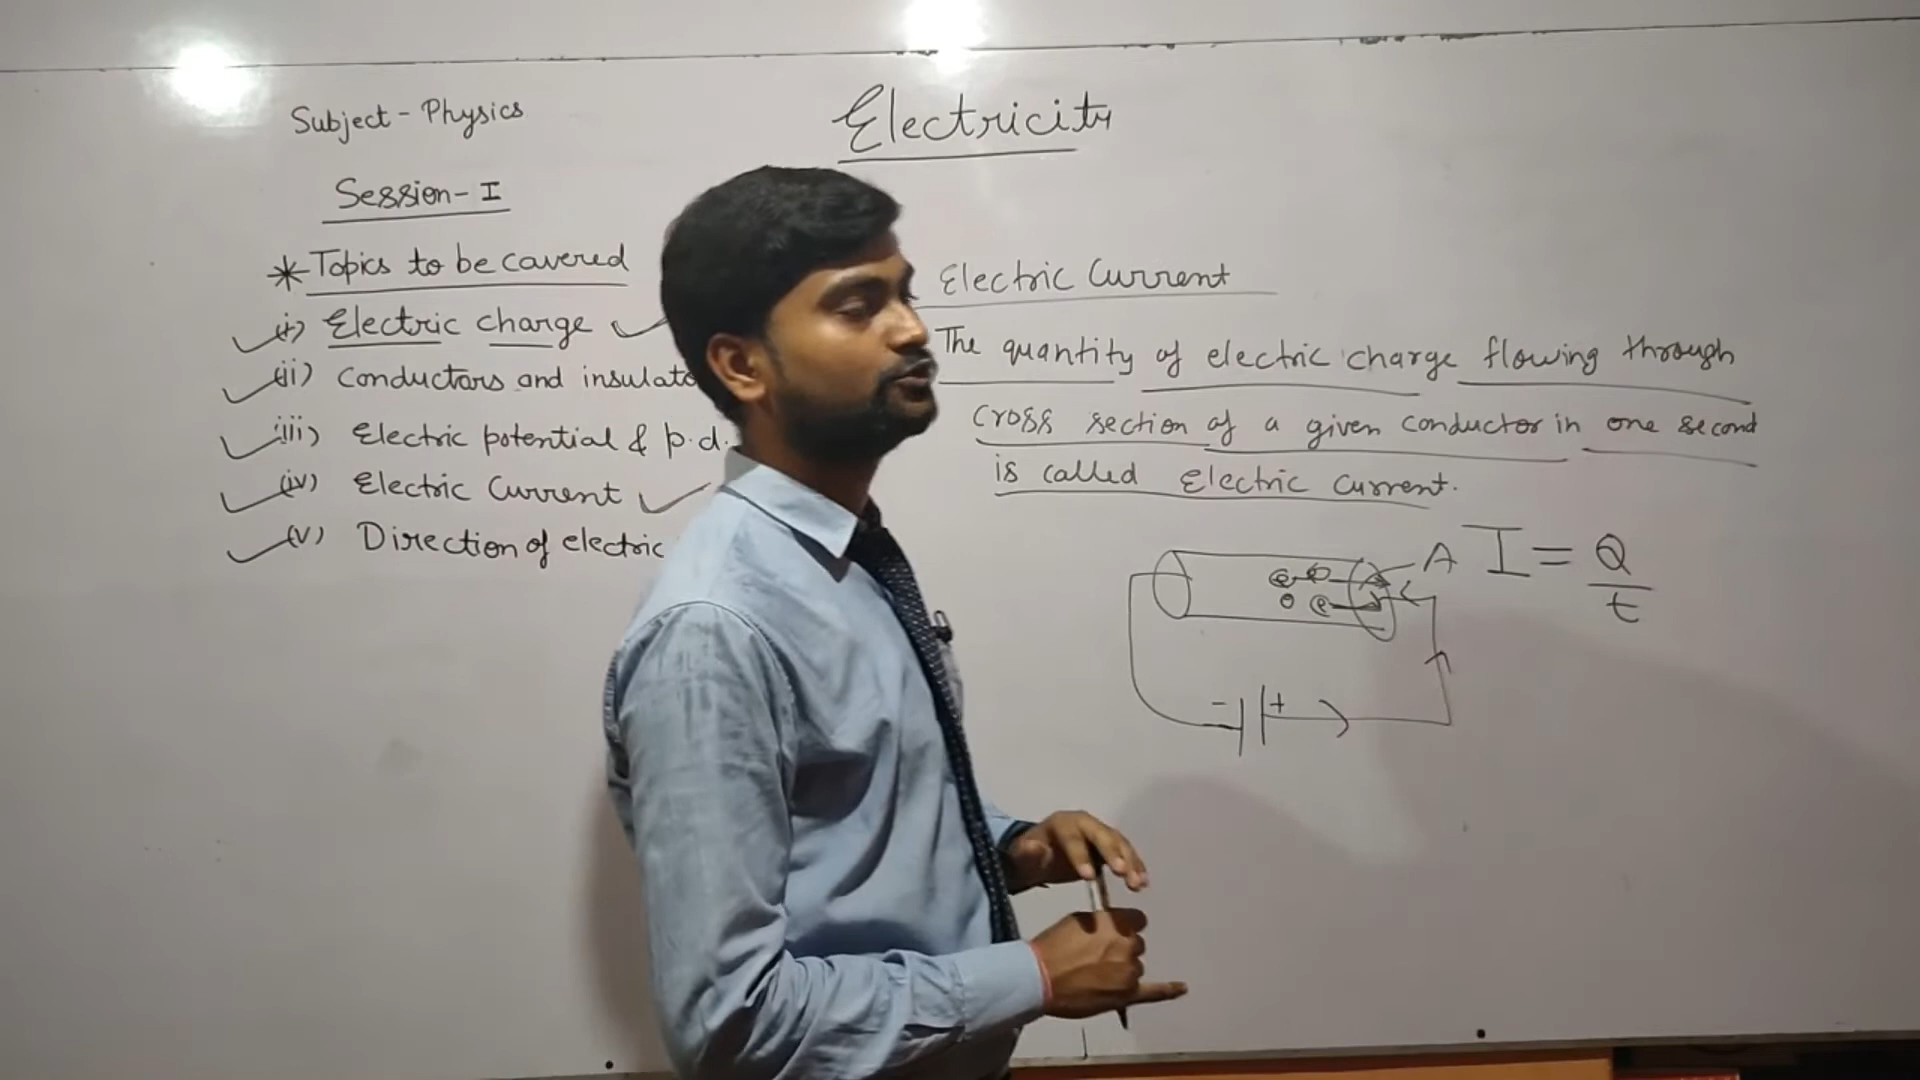 Subject - Physics
Electricity
Session - I
* Topics to be cavered
(i) Electric charge
(ii) Conductors and insulato
(iii) Electric potential & p.d.
(iv) Electric Current
(v) Direction of electric
Electric Current
The quantity of electric charge flowing through
cross section of a given conductor in one second
is called Electric current.
A
I = Q
t
e
e
- +